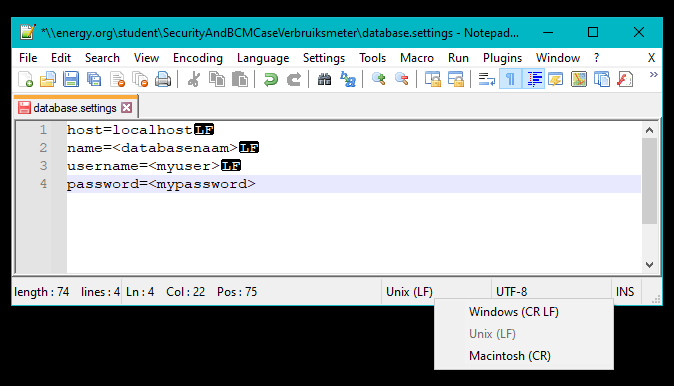 *\\energy.org\student\SecurityAndBCMCaseVerbruiksmeter\database.settings - Notepad...
File Edit Search View Encoding Language Settings Tools Macro Run Plugins Window ? X
database.settings
1 host=localhostLF
2 name=<databasenaam>LF
3 username=<myuser>LF
4 password=<mypassword>
length : 74 lines : 4 Ln : 4 Col : 22 Pos : 75 Unix (LF) UTF-8 INS
Windows (CR LF)
Unix (LF)
Macintosh (CR)